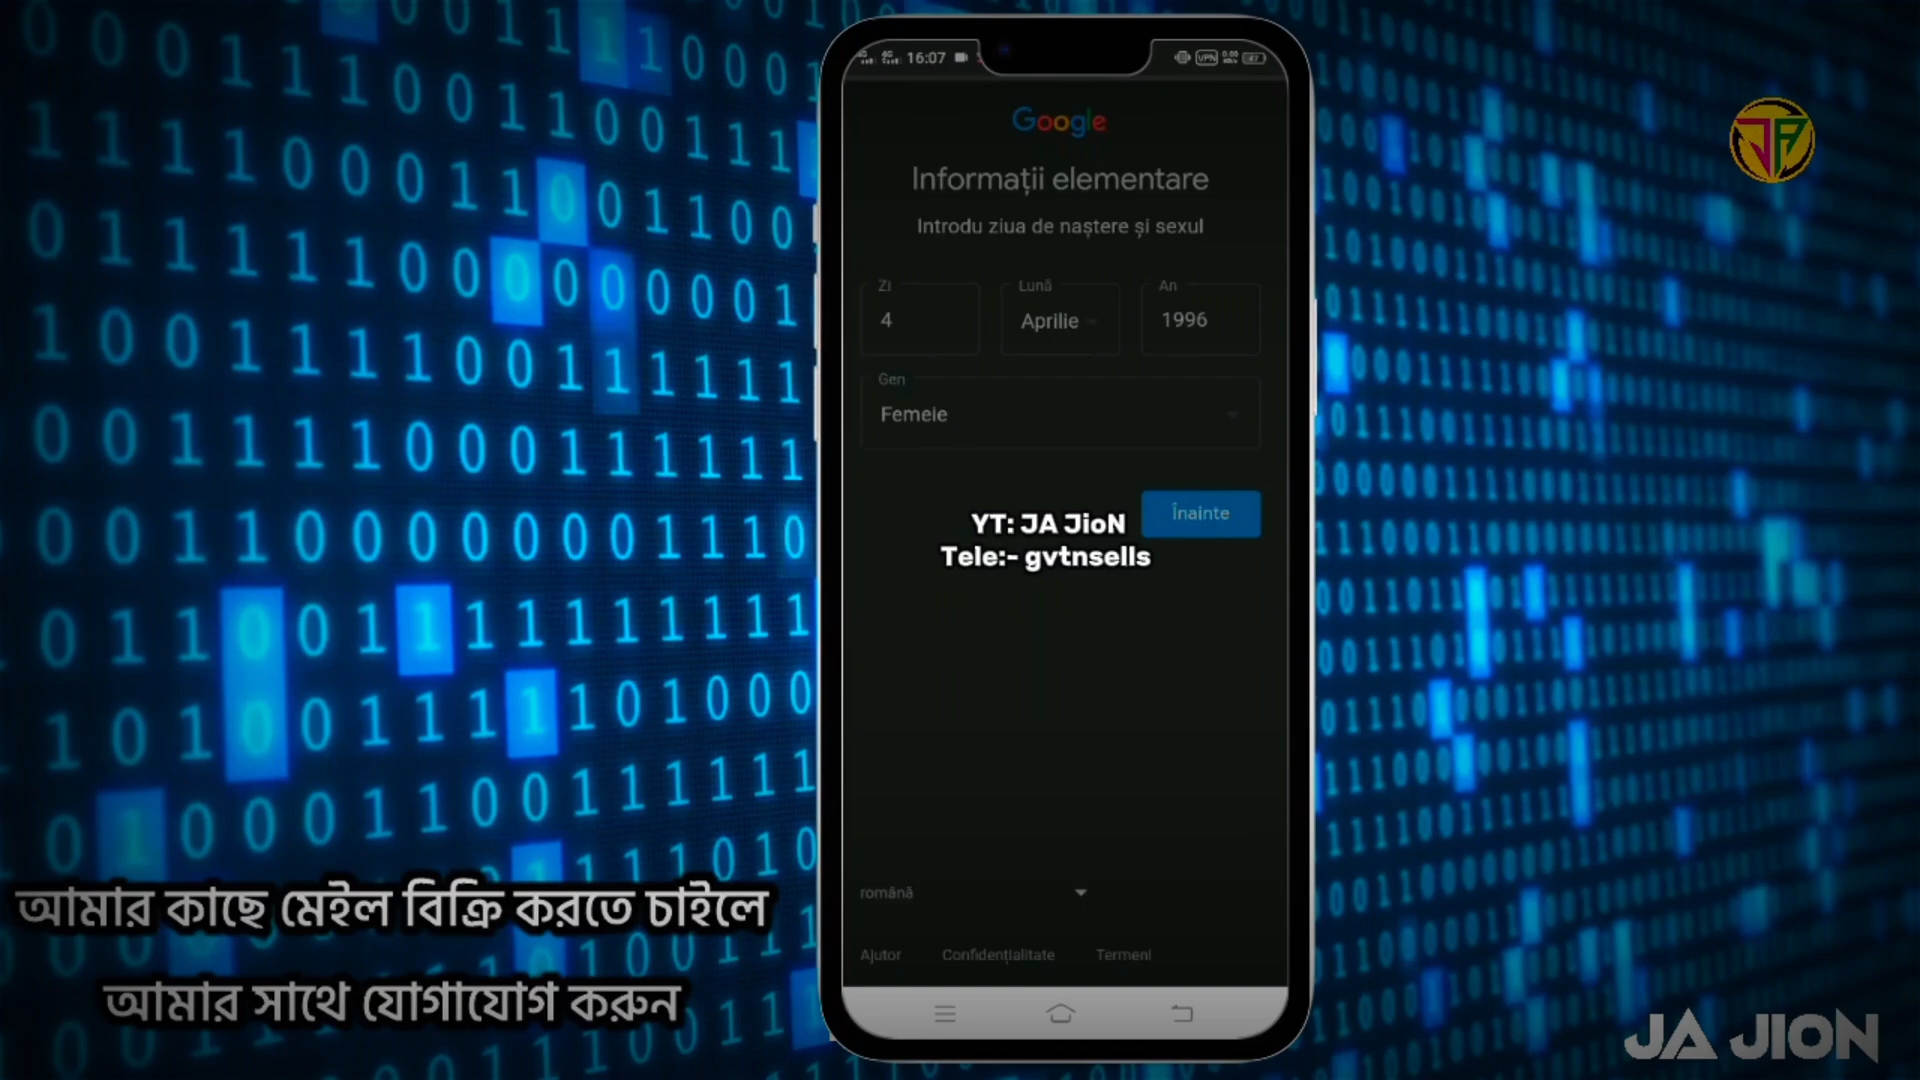 16:07
VPN
Google
Informații elementare
Introdu ziua de naștere și sexul
Zi
Lună
An
4
Aprilie
1996
Gen
Femeie
Înainte
YT: JA JioN
Tele:- gvtnsells
română
Ajutor
Confidențialitate
Termeni
আমার কাছে মেইল বিক্রি করতে চাইলে
আমার সাথে যোগাযোগ করুন
JA JION